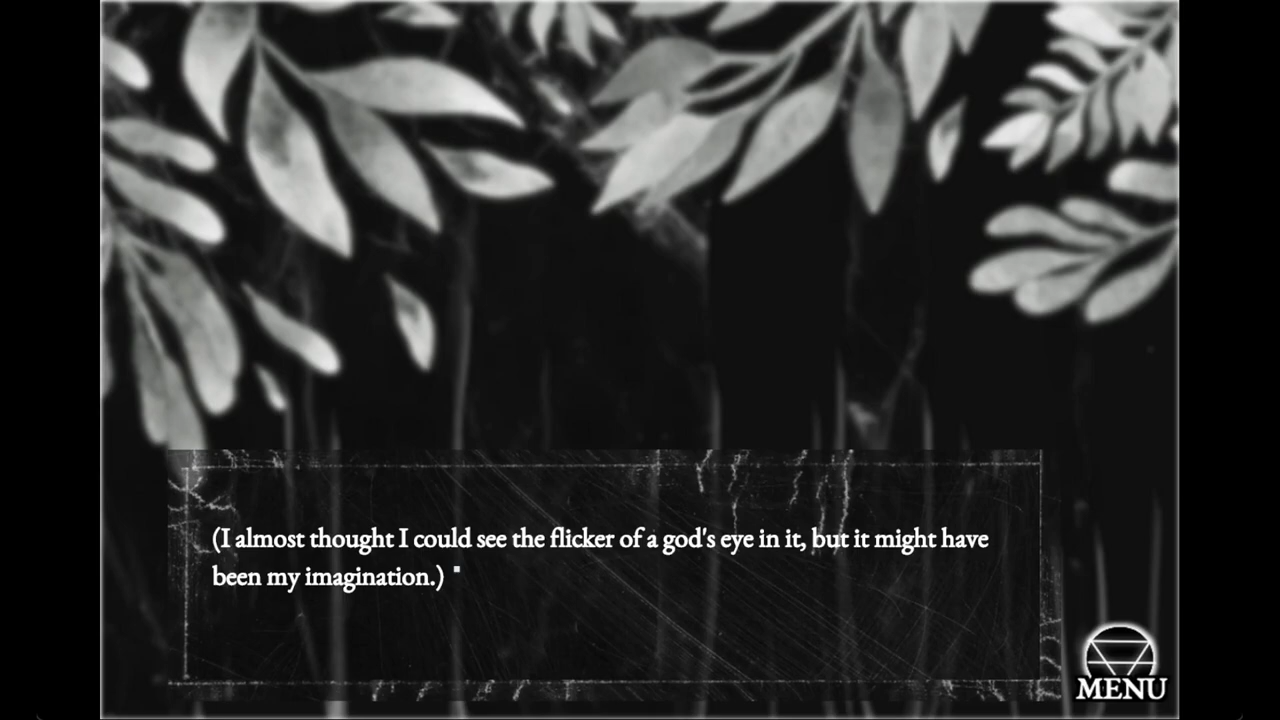 (I almost thought I could see the flicker of a god's eye in it, but it might have
been my imagination.)
MENU